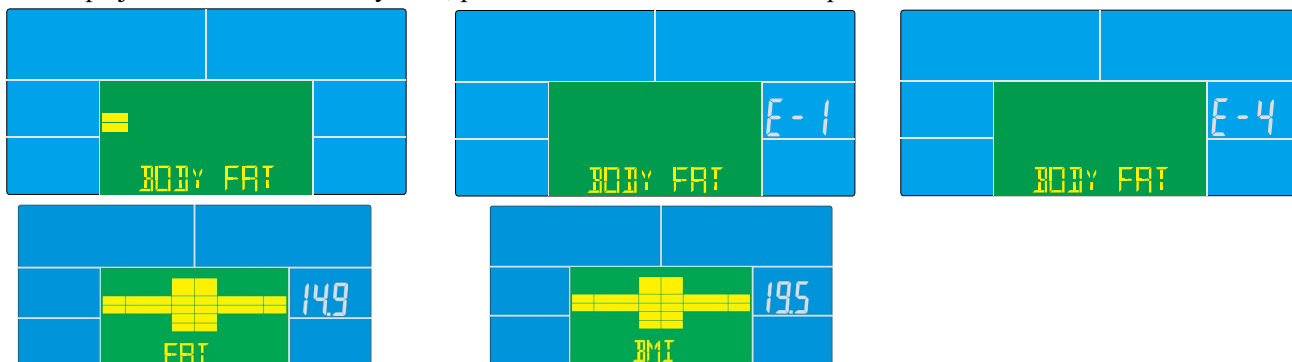 E-1
E-4
BODY FAT
BODY FAT
BODY FAT
14.9
19.5
FAT
BMI